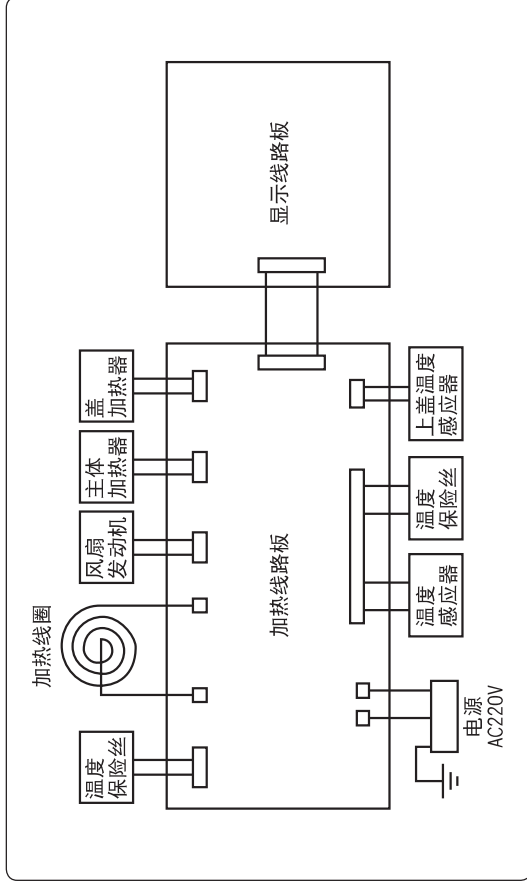 温度
保险丝
加热线圈
风扇
发动机
主体
加热器
盖
加热器
加热线路板
显示线路板
电源
AC220V
温度
感应器
温度
保险丝
上盖温度
感应器